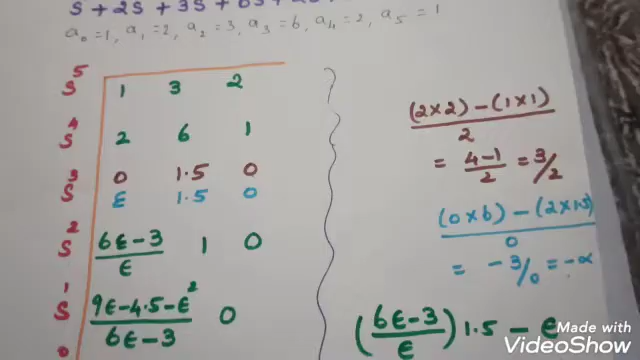 s + 2s + 3s +
a₀=1, a₁=2, a₂=3, a₃=6, a₄=2, a₅=1
s⁵ 1 3 2
s⁴ 2 6 1
s³ 0 1.5 0
ϵ 1.5 0
s² (6ϵ-3)/ϵ 1 0
s¹ (9ϵ-4.5-ϵ²)/(6ϵ-3) 0
0
((2×2)-(1×1))/2
= (4-1)/2 = 3/2
((0×6)-(2×1.5))/0
= -3/0 = -∝
((6ϵ-3)/ϵ) 1.5 - ϵ
Made with
VideoShow